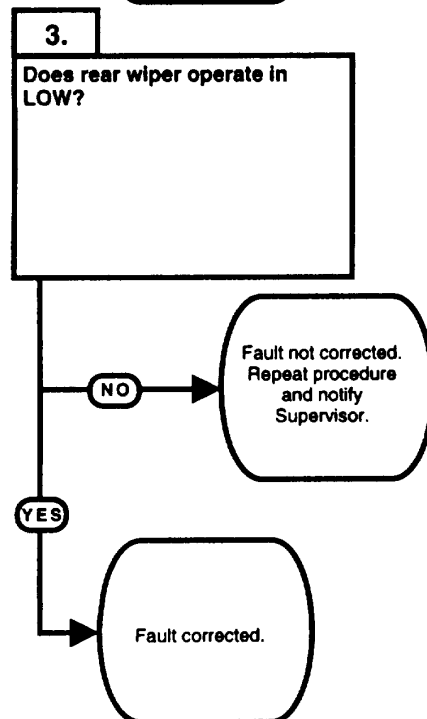 3.
Does rear wiper operate in
LOW?
Fault not corrected.
Repeat procedure
and notify
Supervisor.
NO
YES
Fault corrected.